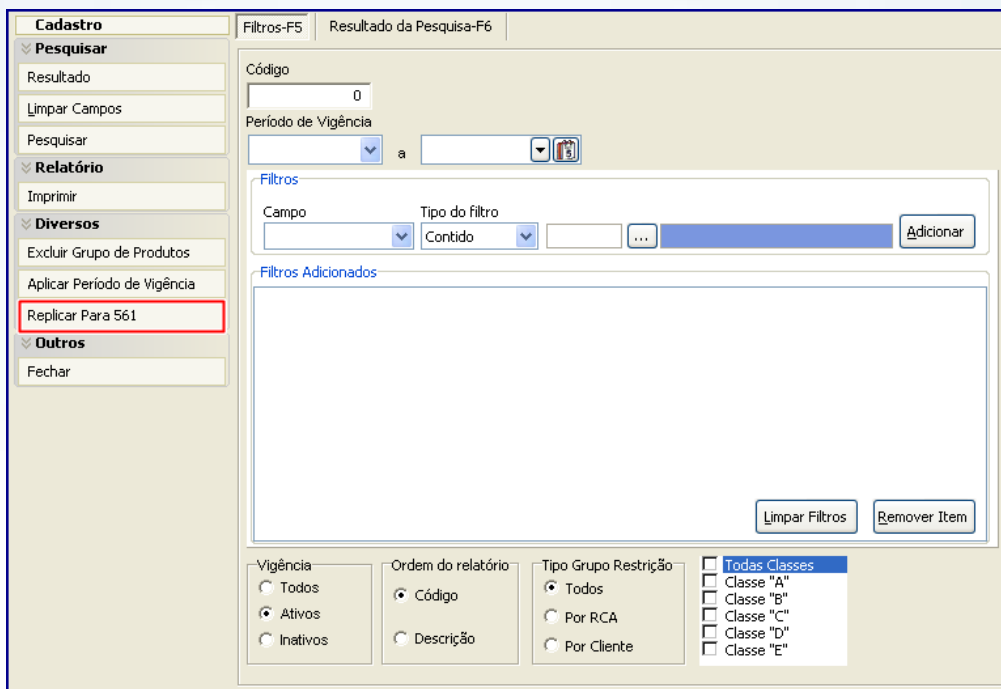 Cadastro
Pesquisar
Resultado
Limpar Campos
Pesquisar
Relatório
Imprimir
Diversos
Excluir Grupo de Produtos
Aplicar Período de Vigência
Replicar Para 561
Outros
Fechar
Filtros-F5 Resultado da Pesquisa-F6
Código
0
Período de Vigência
a 5
Filtros
Campo Tipo do filtro
Contido ... Adicionar
Filtros Adicionados
Limpar Filtros Remover Item
Vigência
Todos
Ativos
Inativos
Ordem do relatório
Código
Descrição
Tipo Grupo Restrição
Todos
Por RCA
Por Cliente
Todas Classes
Classe "A"
Classe "B"
Classe "C"
Classe "D"
Classe "E"